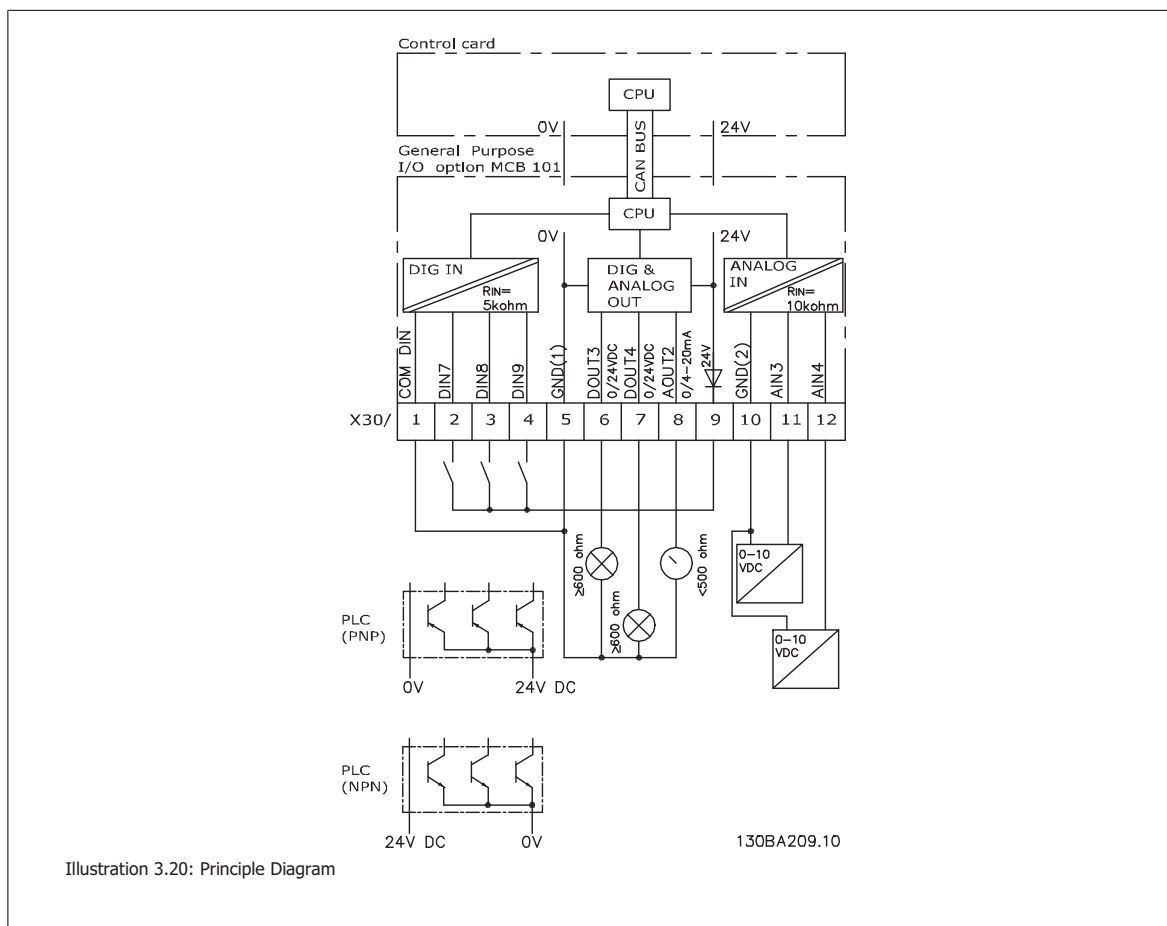 Control card
CPU
0V
24V
CAN BUS
General Purpose
I/O option MCB 101
CPU
0V
24V
DIG IN
RIN=
5kohm
DIG &
ANALOG
OUT
ANALOG
IN
RIN=
10kohm
COM DIN
DIN7
DIN8
DIN9
GND(1)
DOUT3
0/24VDC
DOUT4
0/24VDC
AOUT2
0/4-20mA
24V
GND(2)
AIN3
AIN4
X30/ 1 2 3 4 5 6 7 8 9 10 11 12
≥600 ohm
≥600 ohm
<500 ohm
0-10
VDC
0-10
VDC
PLC
(PNP)
0V 24V DC
PLC
(NPN)
24V DC 0V
130BA209.10
Illustration 3.20: Principle Diagram